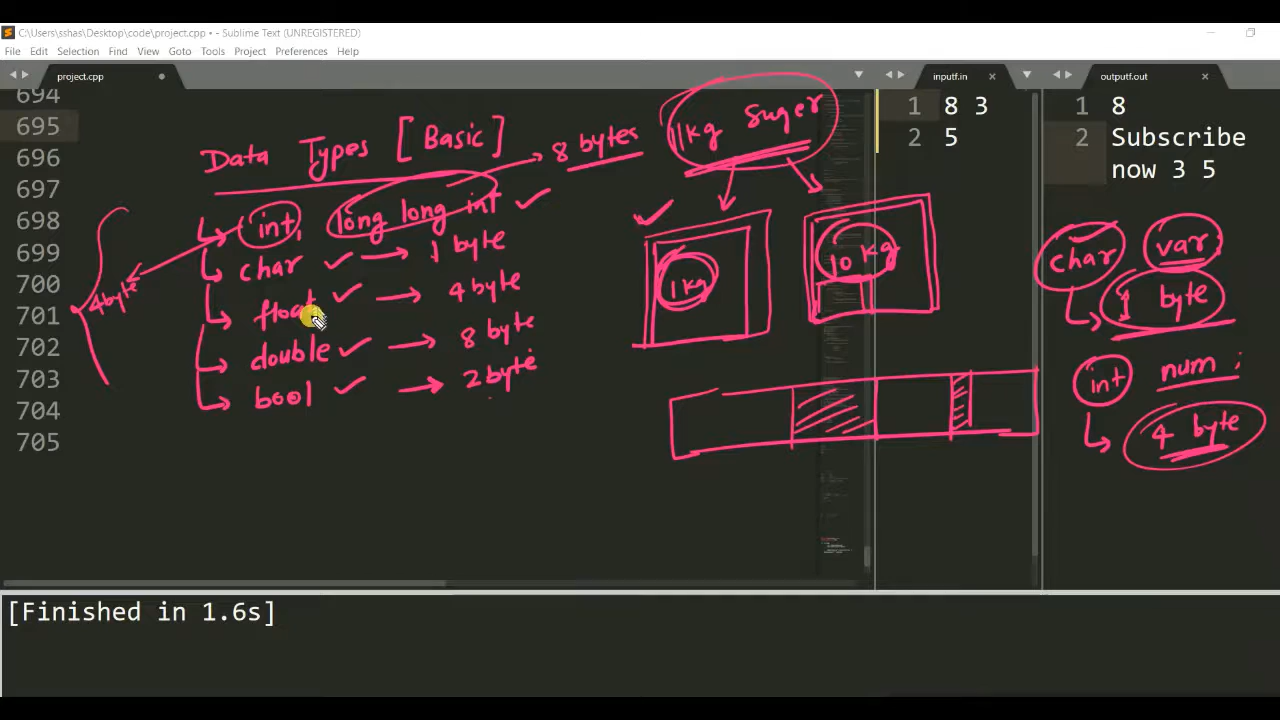 C:\Users\sshas\Desktop\code\project.cpp • - Sublime Text (UNREGISTERED)
File Edit Selection Find View Goto Tools Project Preferences Help
project.cpp
inputf.in
outputf.out
694
695
696
697
698
699
700
701
702
703
704
705
Data Types [Basic]
8 bytes
int, long long int
4 byte
char 1 byte
float 4 byte
double 8 byte
bool 2 byte
1kg Suger
1kg
10 kg
1 8 3
2 5
1 8
2 Subscribe
now 3 5
char var
1 byte
int num ;
4 byte
[Finished in 1.6s]